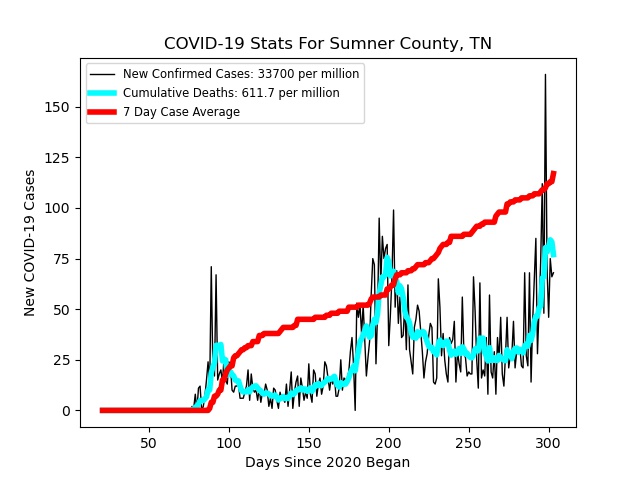 COVID-19 Stats For Sumner County, TN
New Confirmed Cases: 33700 per million
Cumulative Deaths: 611.7 per million
7 Day Case Average
New COVID-19 Cases
150
125
100
75
50
25
0
50 100 150 200 250 300
Days Since 2020 Began